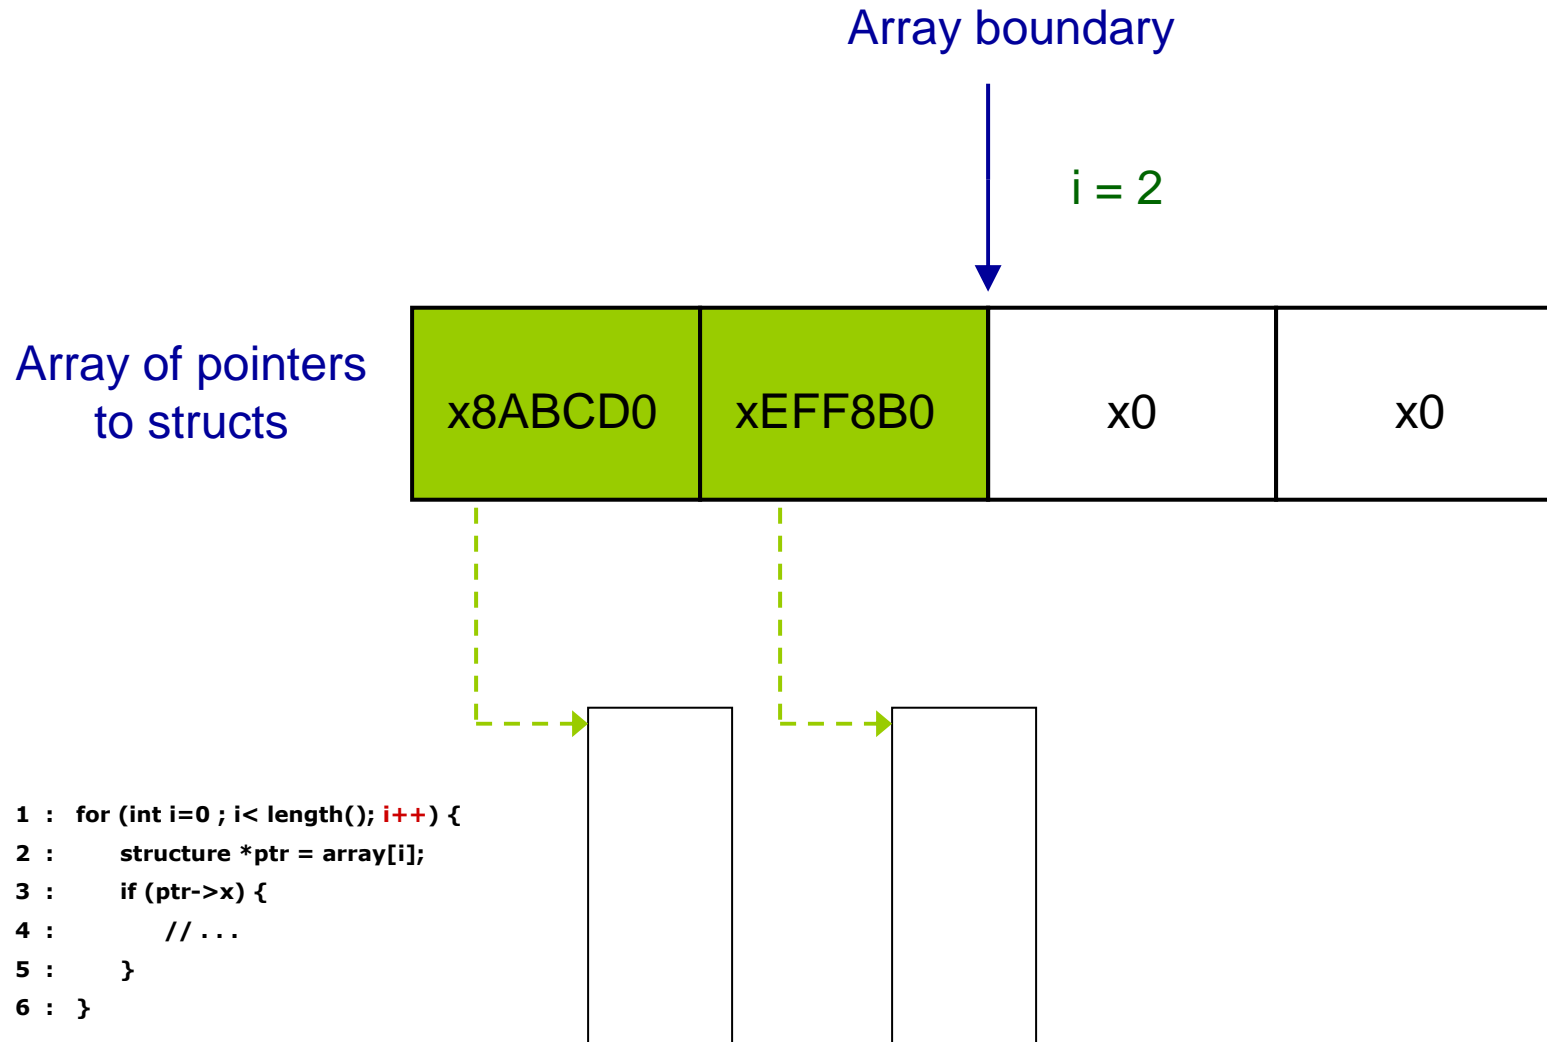 Array boundary
i = 2
Array of pointers
to structs
x8ABCD0 xEFF8B0 x0 x0
1 : for (int i=0 ; i< length(); i++) {
2 : structure *ptr = array[i];
3 : if (ptr->x) {
4 : // . . .
5 : }
6 : }